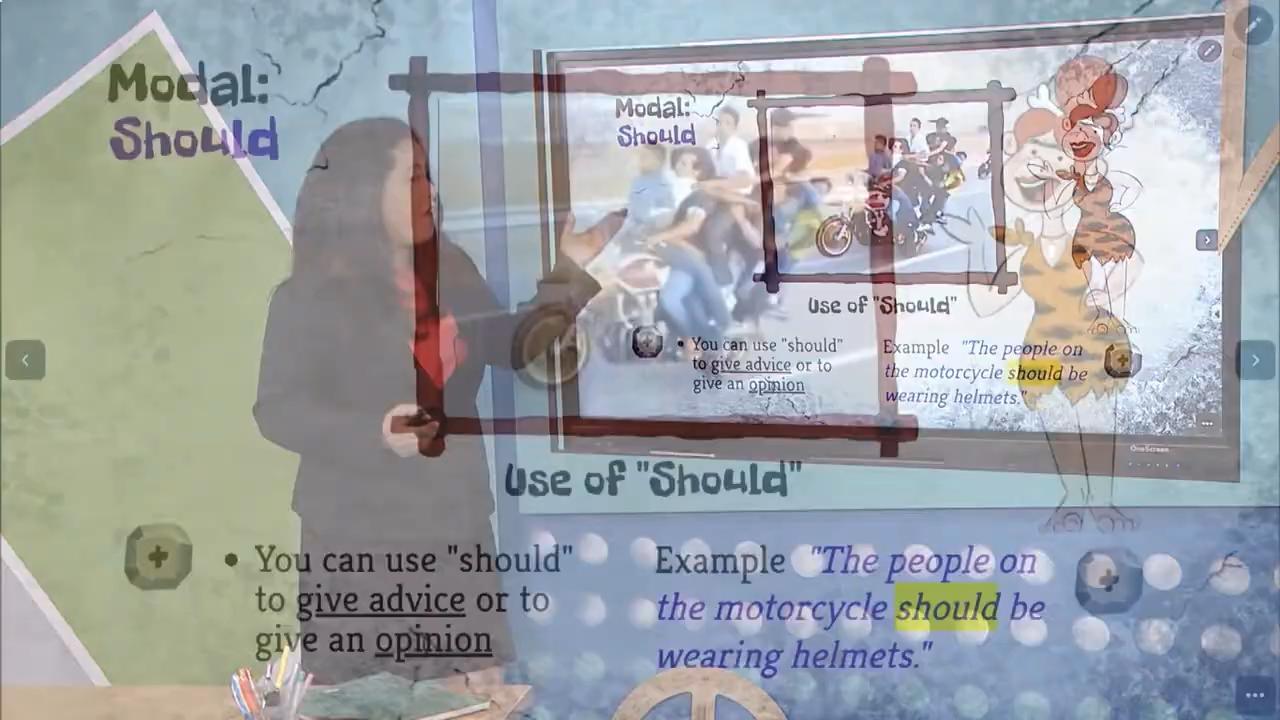 Modal:
Should
Use of "Should"
• You can use "should"
to give advice or to
give an opinion
Example "The people on
the motorcycle should be
wearing helmets."
Modal:
Should
Use of "Should"
• You can use "should"
to give advice or to
give an opinion
Example "The people on
the motorcycle should be
wearing helmets."
OneScreen